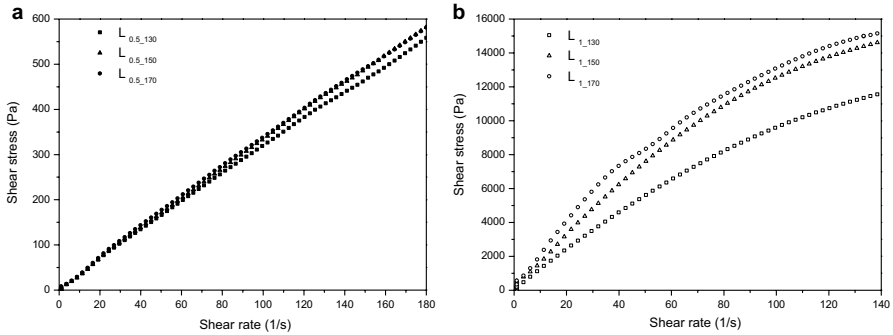 a
600
500
400
300
200
100
0
Shear stress (Pa)
L0.5_130
L0.5_150
L0.5_170
0 20 40 60 80 100 120 140 160 180
Shear rate (1/s)
b
16000
14000
12000
10000
8000
6000
4000
2000
0
Shear stress (Pa)
L1_130
L1_150
L1_170
0 20 40 60 80 100 120 140
Shear rate (1/s)